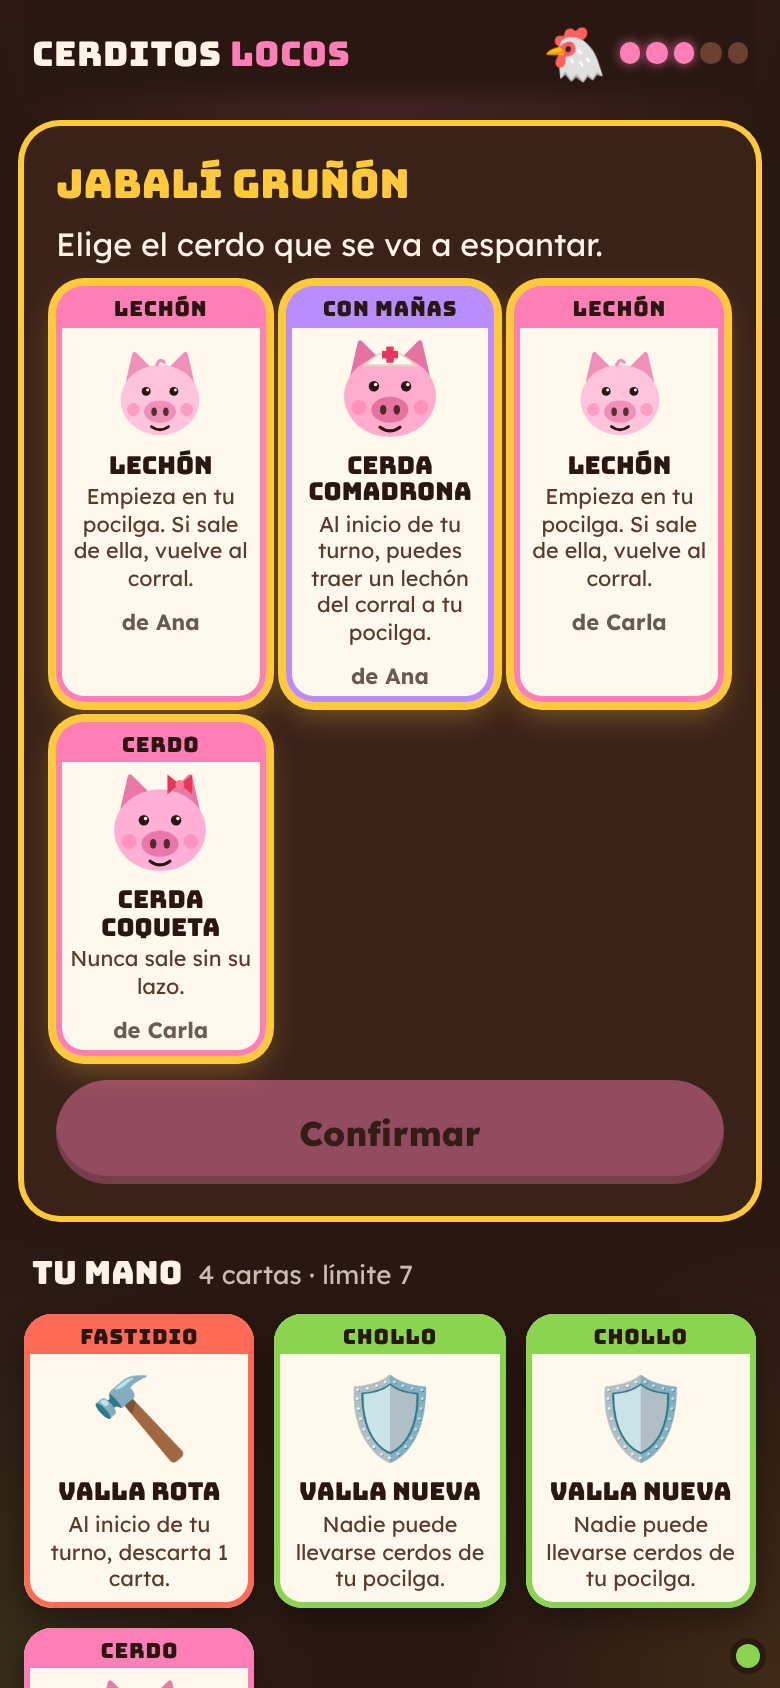 CERDITOS LOCOS
JABALÍ GRUÑÓN
Elige el cerdo que se va a espantar.
LECHÓN
LECHÓN
Empieza en tu
pocilga. Si sale
de ella, vuelve al
corral.
de Ana
CON MAÑAS
CERDA
COMADRONA
Al inicio de tu
turno, puedes
traer un lechón
del corral a tu
pocilga.
de Ana
LECHÓN
LECHÓN
Empieza en tu
pocilga. Si sale
de ella, vuelve al
corral.
de Carla
CERDO
CERDA
COQUETA
Nunca sale sin su
lazo.
de Carla
Confirmar
TU MANO 4 cartas · límite 7
FASTIDIO
VALLA ROTA
Al inicio de tu
turno, descarta 1
carta.
CHOLLO
VALLA NUEVA
Nadie puede
llevarse cerdos de
tu pocilga.
CHOLLO
VALLA NUEVA
Nadie puede
llevarse cerdos de
tu pocilga.
CERDO